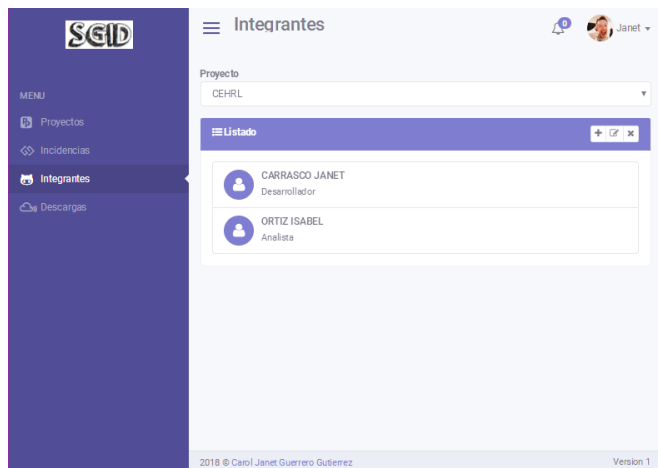 SGID
Integrantes
0
Janet
MENU
Proyectos
Incidencias
Integrantes
Descargas
Proyecto
CEHRL
Listado
CARRASCO JANET
Desarrollador
ORTIZ ISABEL
Analista
2018 © Carol Janet Guerrero Gutierrez
Version 1